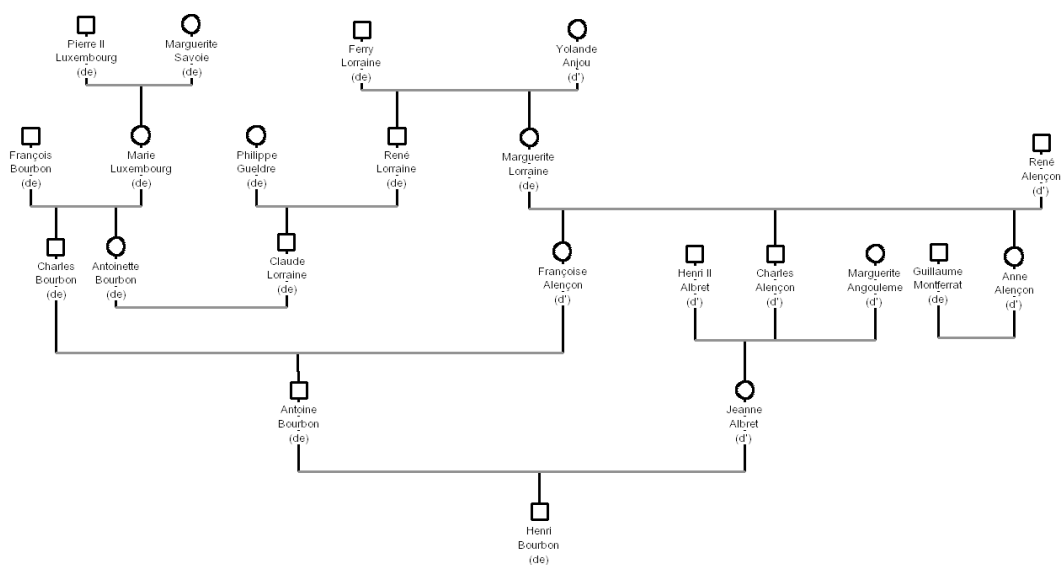 Pierre II
Luxembourg
(de)
Marguerite
Savoie
(de)
Ferry
Lorraine
(de)
Yolande
Anjou
(d')
François
Bourbon
(de)
Marie
Luxembourg
(de)
Philippe
Gueldre
(de)
René
Lorraine
(de)
Marguerite
Lorraine
(de)
René
Alençon
(d')
Charles
Bourbon
(de)
Antoinette
Bourbon
(de)
Claude
Lorraine
(de)
Françoise
Alençon
(d')
Henri II
Albret
(d')
Charles
Alençon
(d')
Marguerite
Angouleme
(d')
Guillaume
Montferrat
(de)
Anne
Alençon
(d')
Antoine
Bourbon
(de)
Jeanne
Albret
(d')
Henri
Bourbon
(de)